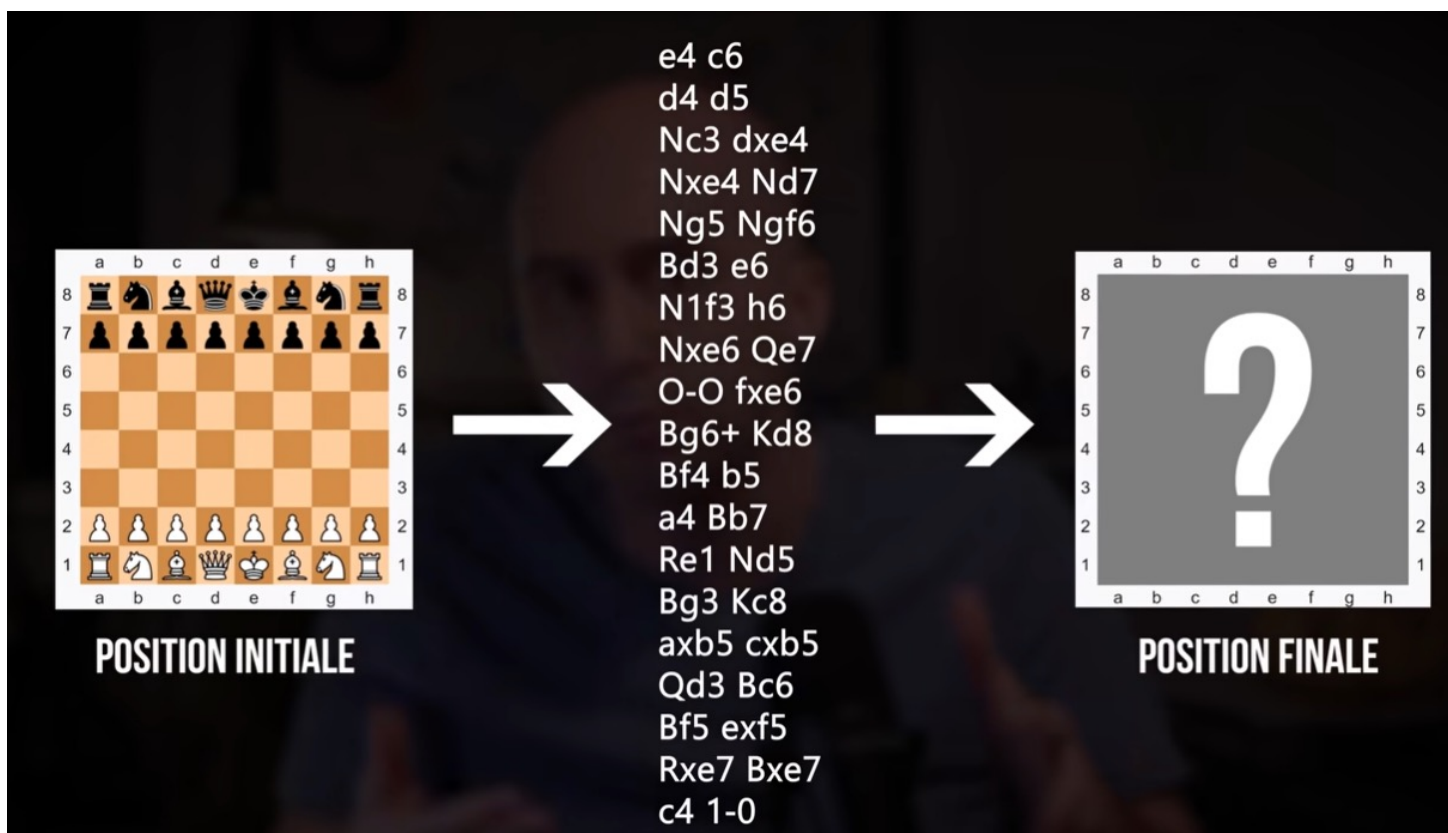 e4 c6
d4 d5
Nc3 dxe4
Nxe4 Nd7
Ng5 Ngf6
Bd3 e6
N1f3 h6
Nxe6 Qe7
O-O fxe6
Bg6+ Kd8
Bf4 b5
a4 Bb7
Re1 Nd5
Bg3 Kc8
axb5 cxb5
Qd3 Bc6
Bf5 exf5
Rxe7 Bxe7
c4 1-0
a b c d e f g h
8 8
7 7
6 6
5 5
4 4
3 3
2 2
1 1
a b c d e f g h
POSITION INITIALE
a b c d e f g h
8 8
7 7
6 6
5 5
4 4
3 3
2 2
1 1
?
a b c d e f g h
POSITION FINALE